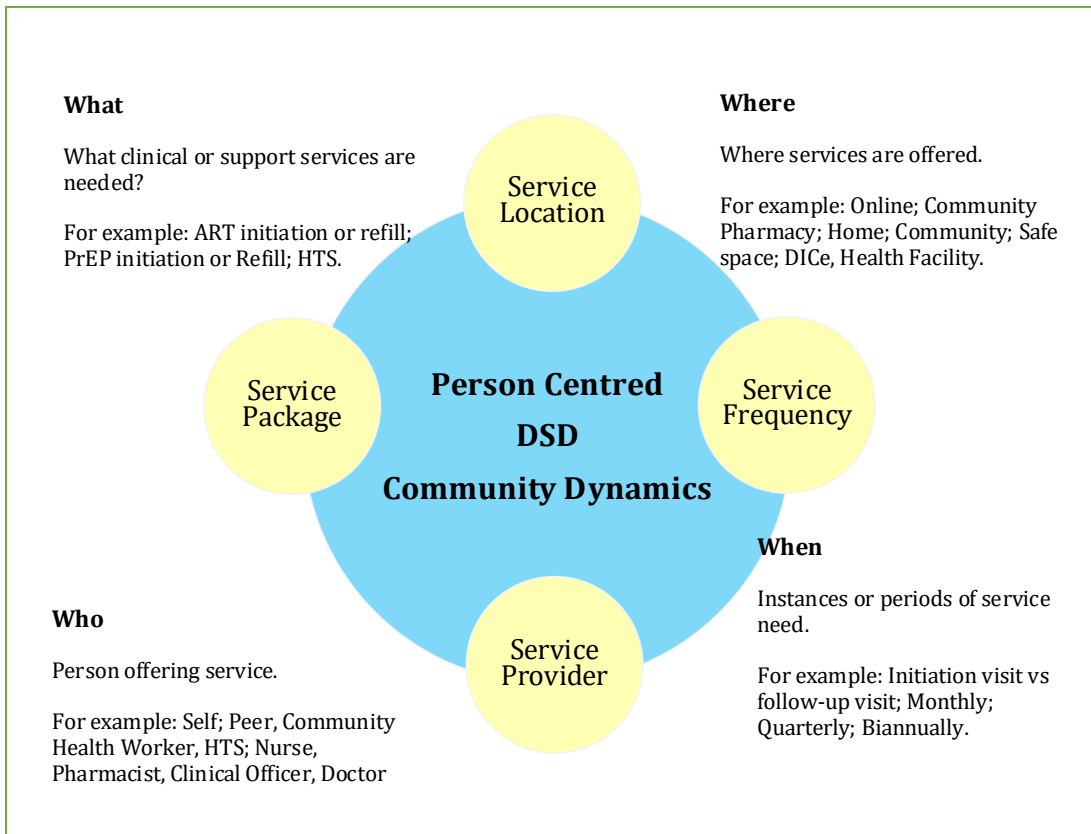 What
What clinical or support services are
needed?
For example: ART initiation or refill;
PrEP initiation or Refill; HTS.
Where
Where services are offered.
For example: Online; Community
Pharmacy; Home; Community; Safe
space; DICe, Health Facility.
Service
Location
Service
Package
Person Centred
DSD
Community Dynamics
Service
Frequency
Service
Provider
Who
Person offering service.
For example: Self; Peer, Community
Health Worker, HTS; Nurse,
Pharmacist, Clinical Officer, Doctor
When
Instances or periods of service
need.
For example: Initiation visit vs
follow-up visit; Monthly;
Quarterly; Biannually.